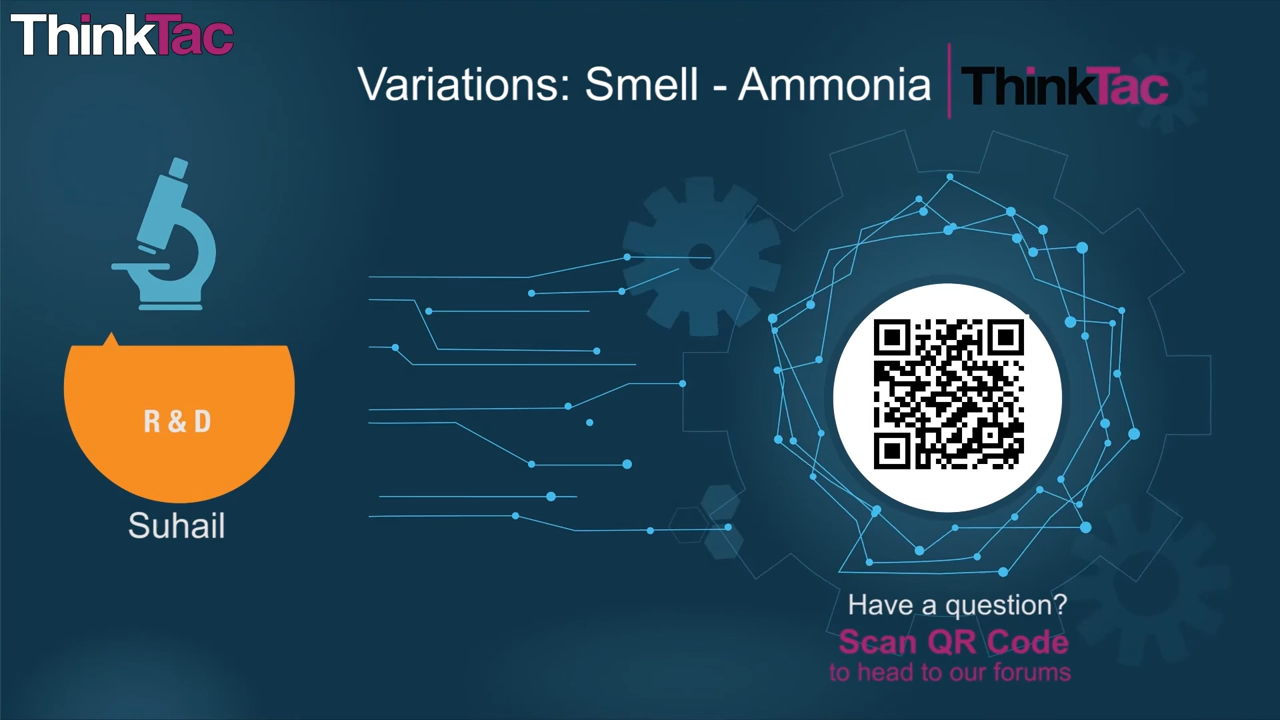 ThinkTac
Variations: Smell - Ammonia
ThinkTac
R & D
Suhail
Have a question?
Scan QR Code
to head to our forums